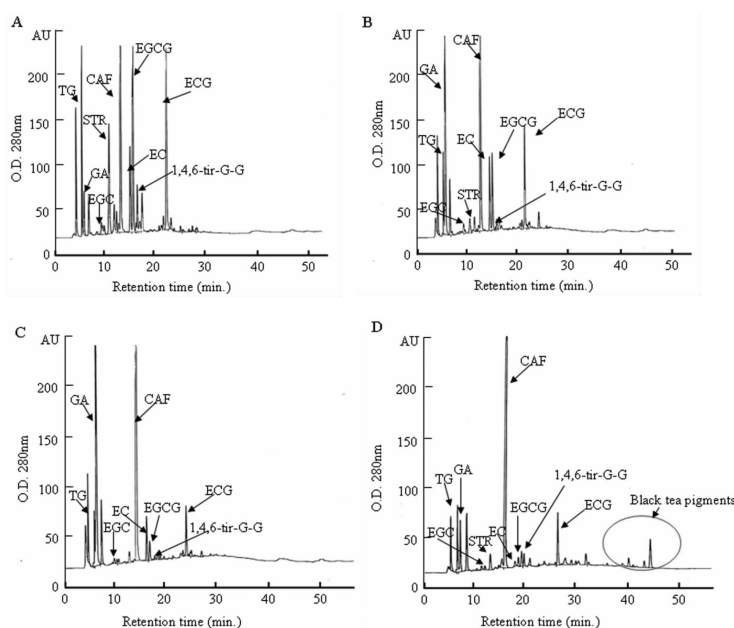 A
AU
200
150
100
50
0
O.D. 280nm
TG
GA
EGC
STR
CAF
EGCG
EC
1,4,6-tir-G-G
ECG
0 10 20 30 40 50
Retention time (min.)
B
AU
200
150
100
50
0
O.D. 280nm
GA
TG
EGC
STR
CAF
EC
EGCG
ECG
1,4,6-tir-G-G
0 10 20 30 40 50
Retention time (min.)
C
AU
200
150
100
50
0
O.D. 280nm
GA
TG
EGC
EC
CAF
EGCG
ECG
1,4,6-tir-G-G
0 10 20 30 40 50
Retention time (min.)
D
AU
200
150
100
50
0
O.D. 280nm
TG
GA
EGC
STR
EC
CAF
EGCG
1,4,6-tir-G-G
ECG
Black tea pigments
0 10 20 30 40 50
Retention time (min.)